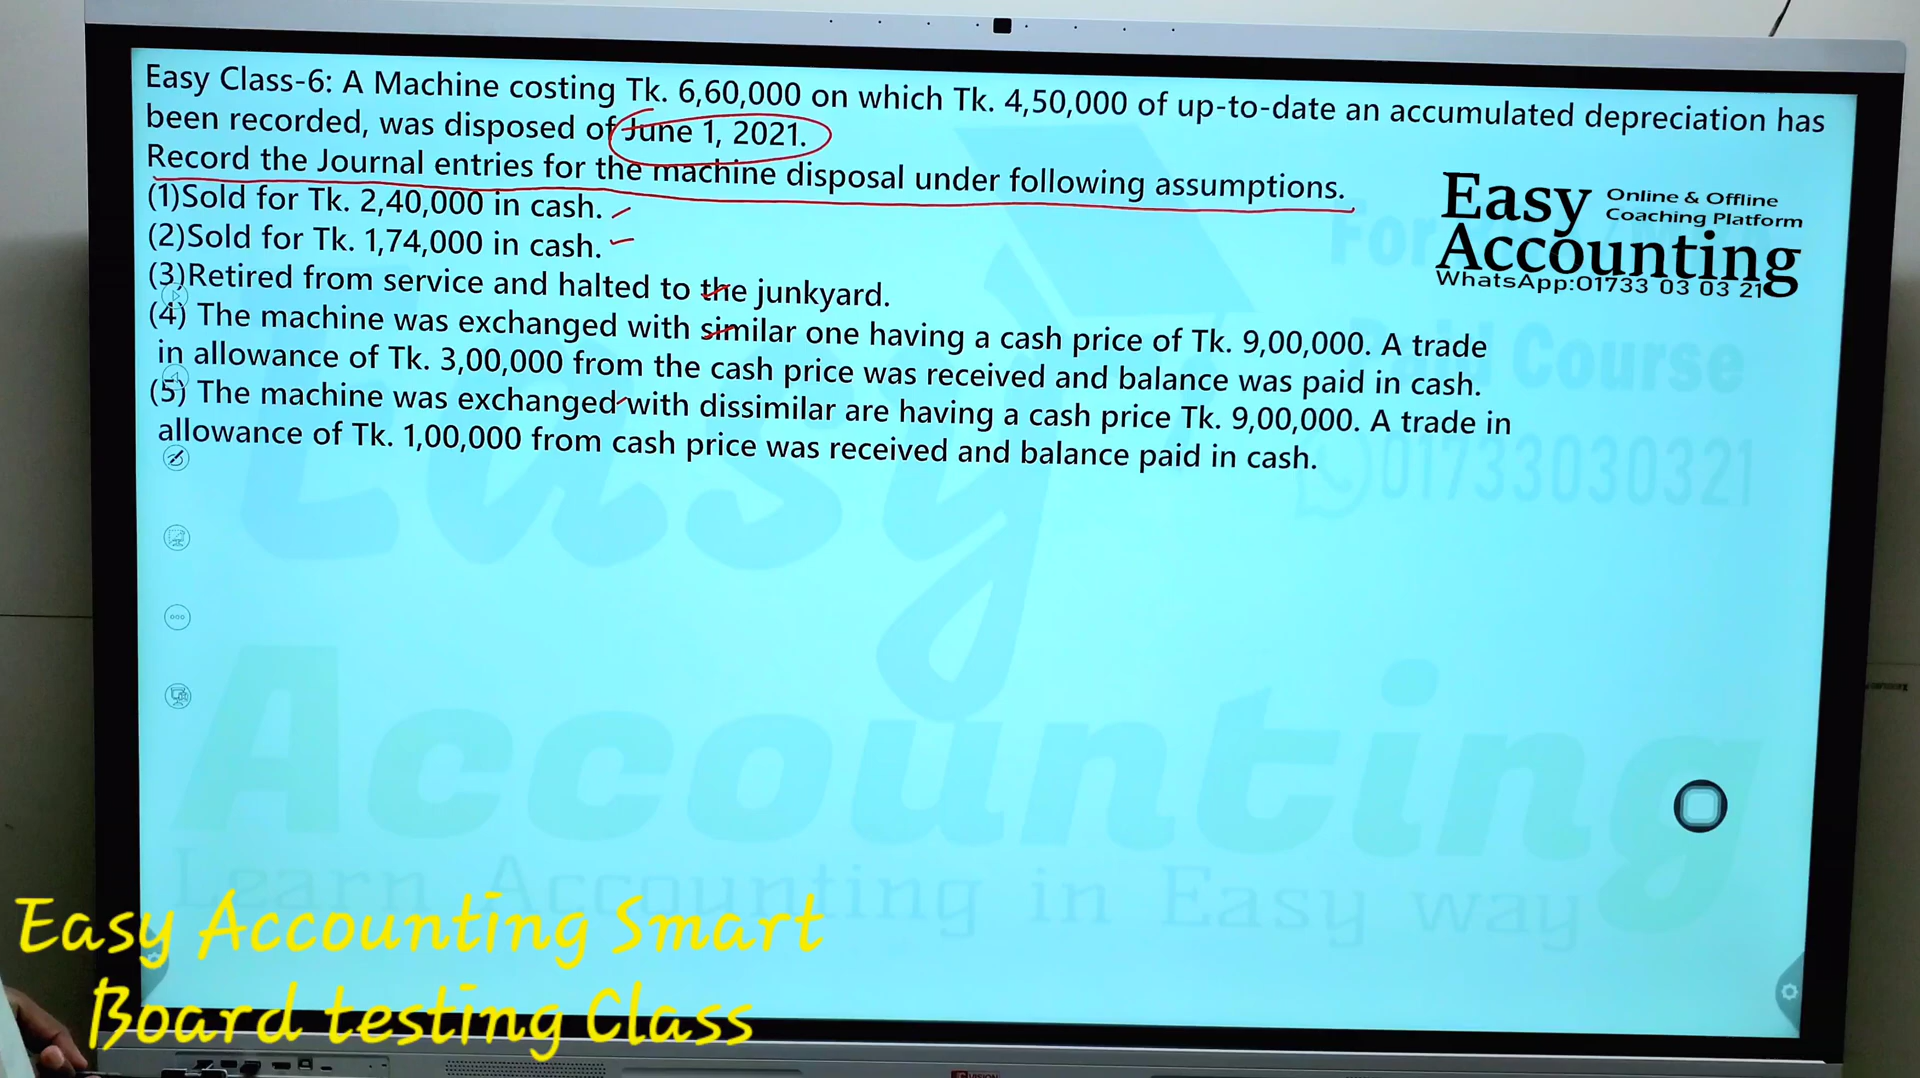 Easy Class-6: A Machine costing Tk. 6,60,000 on which Tk. 4,50,000 of up-to-date an accumulated depreciation has
been recorded, was disposed of June 1, 2021.
Record the Journal entries for the machine disposal under following assumptions.
(1)Sold for Tk. 2,40,000 in cash.
(2)Sold for Tk. 1,74,000 in cash.
(3)Retired from service and halted to the junkyard.
(4) The machine was exchanged with similar one having a cash price of Tk. 9,00,000. A trade
in allowance of Tk. 3,00,000 from the cash price was received and balance was paid in cash.
(5) The machine was exchanged with dissimilar are having a cash price Tk. 9,00,000. A trade in
allowance of Tk. 1,00,000 from cash price was received and balance paid in cash.
Easy Online & Offline
Coaching Platform
Accounting
WhatsApp:01733 03 03 21
For
Paid Course
01733030321
Easy
Accounting
Learn Accounting in Easy way
Easy Accounting Smart
Board testing Class